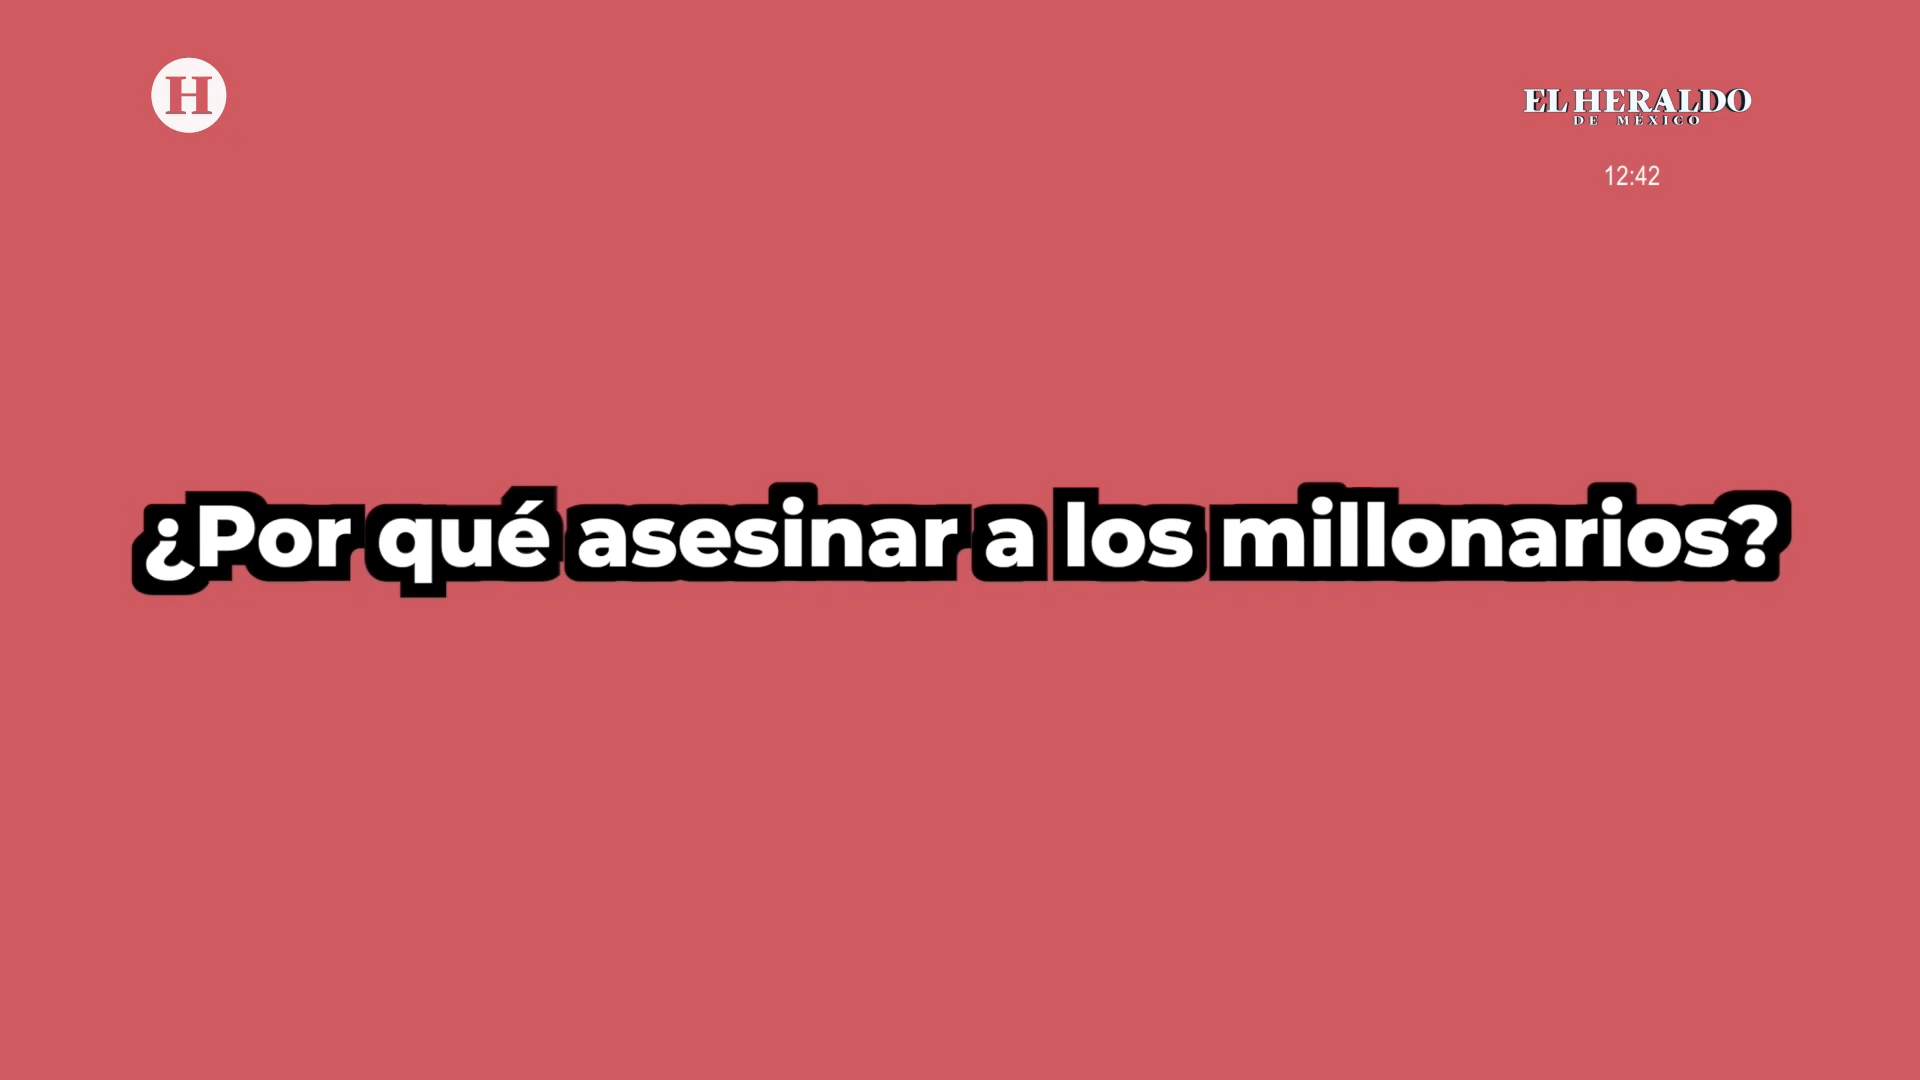 H
EL HERALDO
DE MÉXICO
12:42
¿Por qué asesinar a los millonarios?